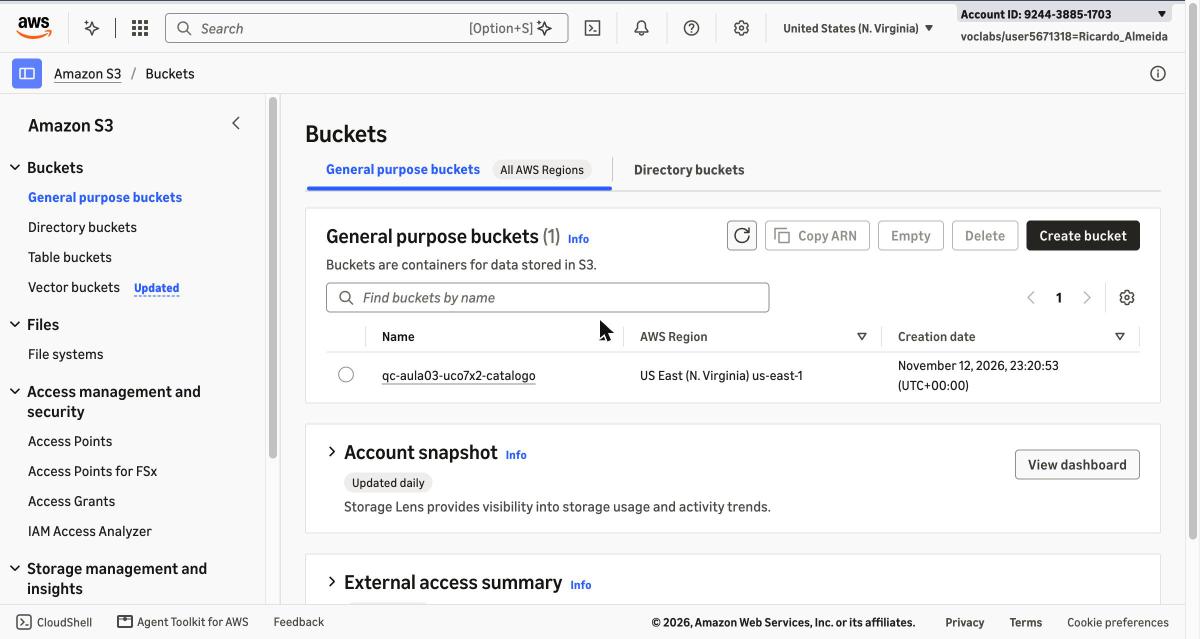 aws
Search
[Option+S]
United States (N. Virginia)
Account ID: 9244-3885-1703
voclabs/user5671318=Ricardo_Almeida
Amazon S3 / Buckets
Amazon S3
Buckets
General purpose buckets
Directory buckets
Table buckets
Vector buckets Updated
Files
File systems
Access management and
security
Access Points
Access Points for FSx
Access Grants
IAM Access Analyzer
Storage management and
insights
Buckets
General purpose buckets All AWS Regions Directory buckets
General purpose buckets (1) Info
Copy ARN Empty Delete Create bucket
Buckets are containers for data stored in S3.
Find buckets by name
1
Name AWS Region Creation date
qc-aula03-uco7x2-catalogo US East (N. Virginia) us-east-1 November 12, 2026, 23:20:53
(UTC+00:00)
Account snapshot Info
View dashboard
Updated daily
Storage Lens provides visibility into storage usage and activity trends.
External access summary Info
CloudShell Agent Toolkit for AWS Feedback © 2026, Amazon Web Services, Inc. or its affiliates. Privacy Terms Cookie preferences